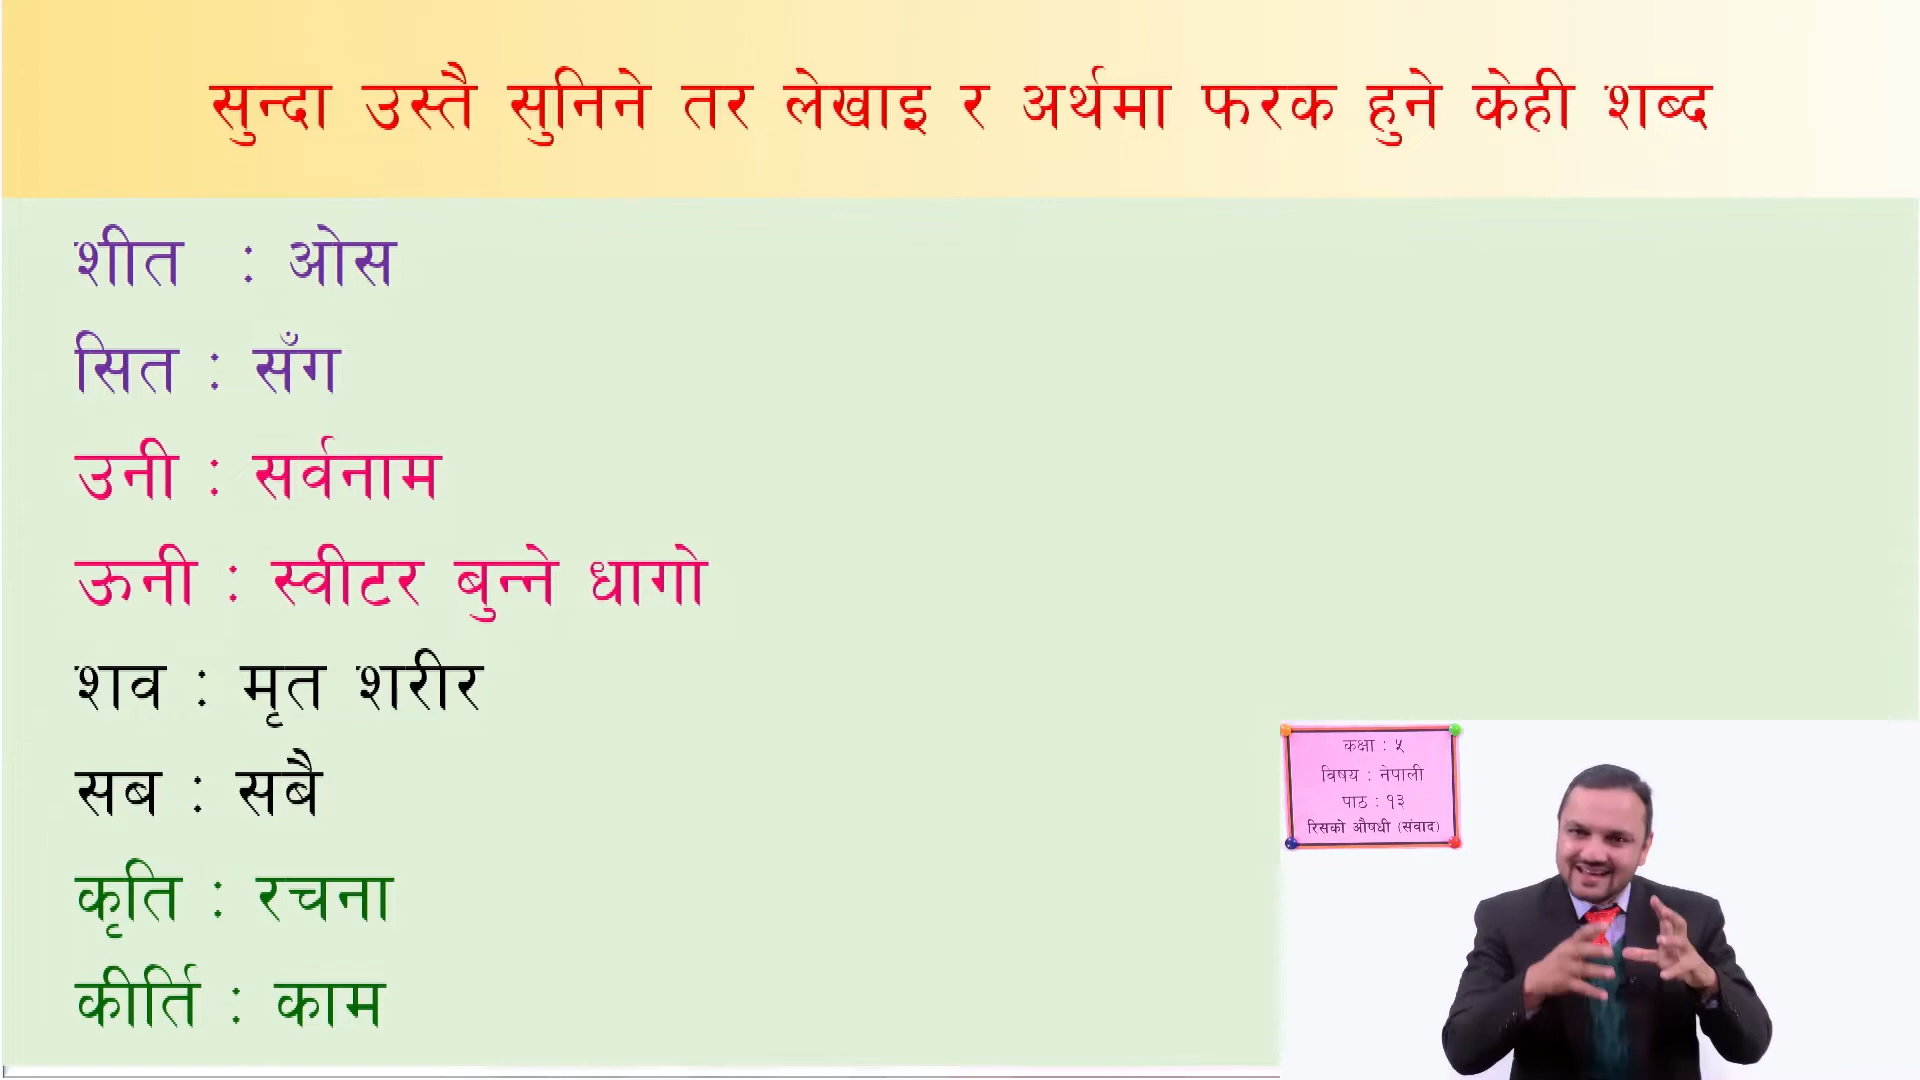 सुन्दा उस्तै सुनिने तर लेखाइ र अर्थमा फरक हुने केही शब्द
शीत : ओस
सित : सँग
उनी : सर्वनाम
ऊनी : स्वीटर बुन्ने धागो
शव : मृत शरीर
सब : सबै
कृति : रचना
कीर्ति : काम
कक्षा : ५
विषय : नेपाली
पाठ : १३
रिसको औषधी (संवाद)